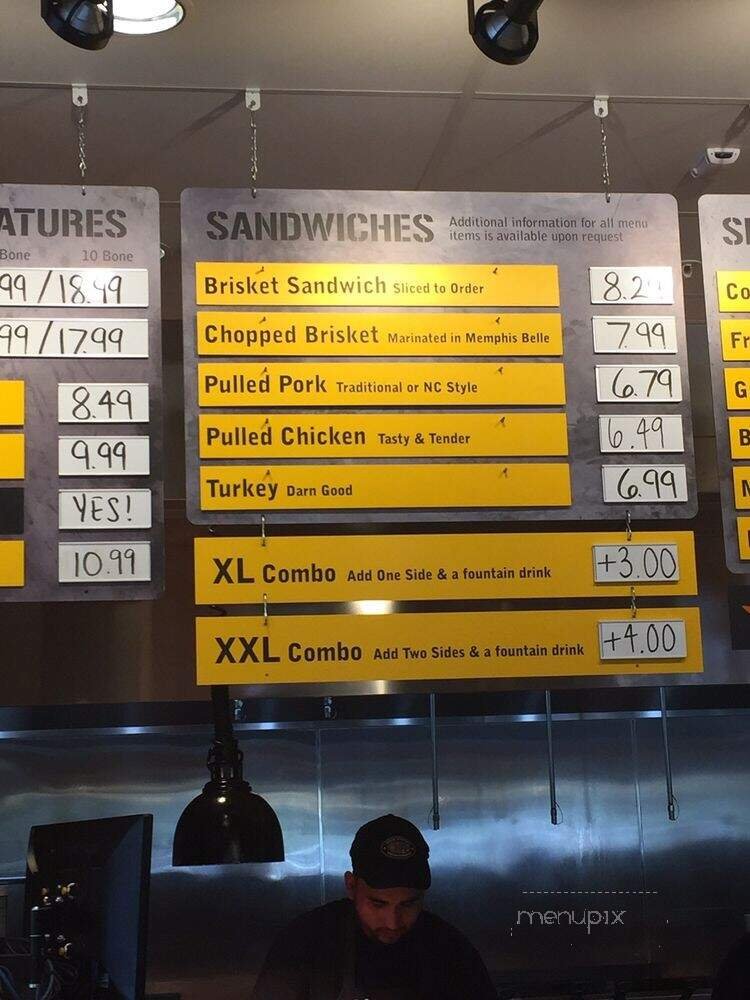 ATURES
Bone 10 Bone
99/18.99
99/17.99
8.49
9.99
YES!
10.99
SANDWICHES
Additional information for all menu
items is available upon request
Brisket Sandwich Sliced to Order
Chopped Brisket Marinated in Memphis Belle 7.99
Pulled Pork Traditional or NC Style 6.79
Pulled Chicken Tasty & Tender 6.49
Turkey Darn Good 6.99
XL Combo Add One Side & a fountain drink +3.00
XXL Combo Add Two Sides & a fountain drink +4.00
menupix